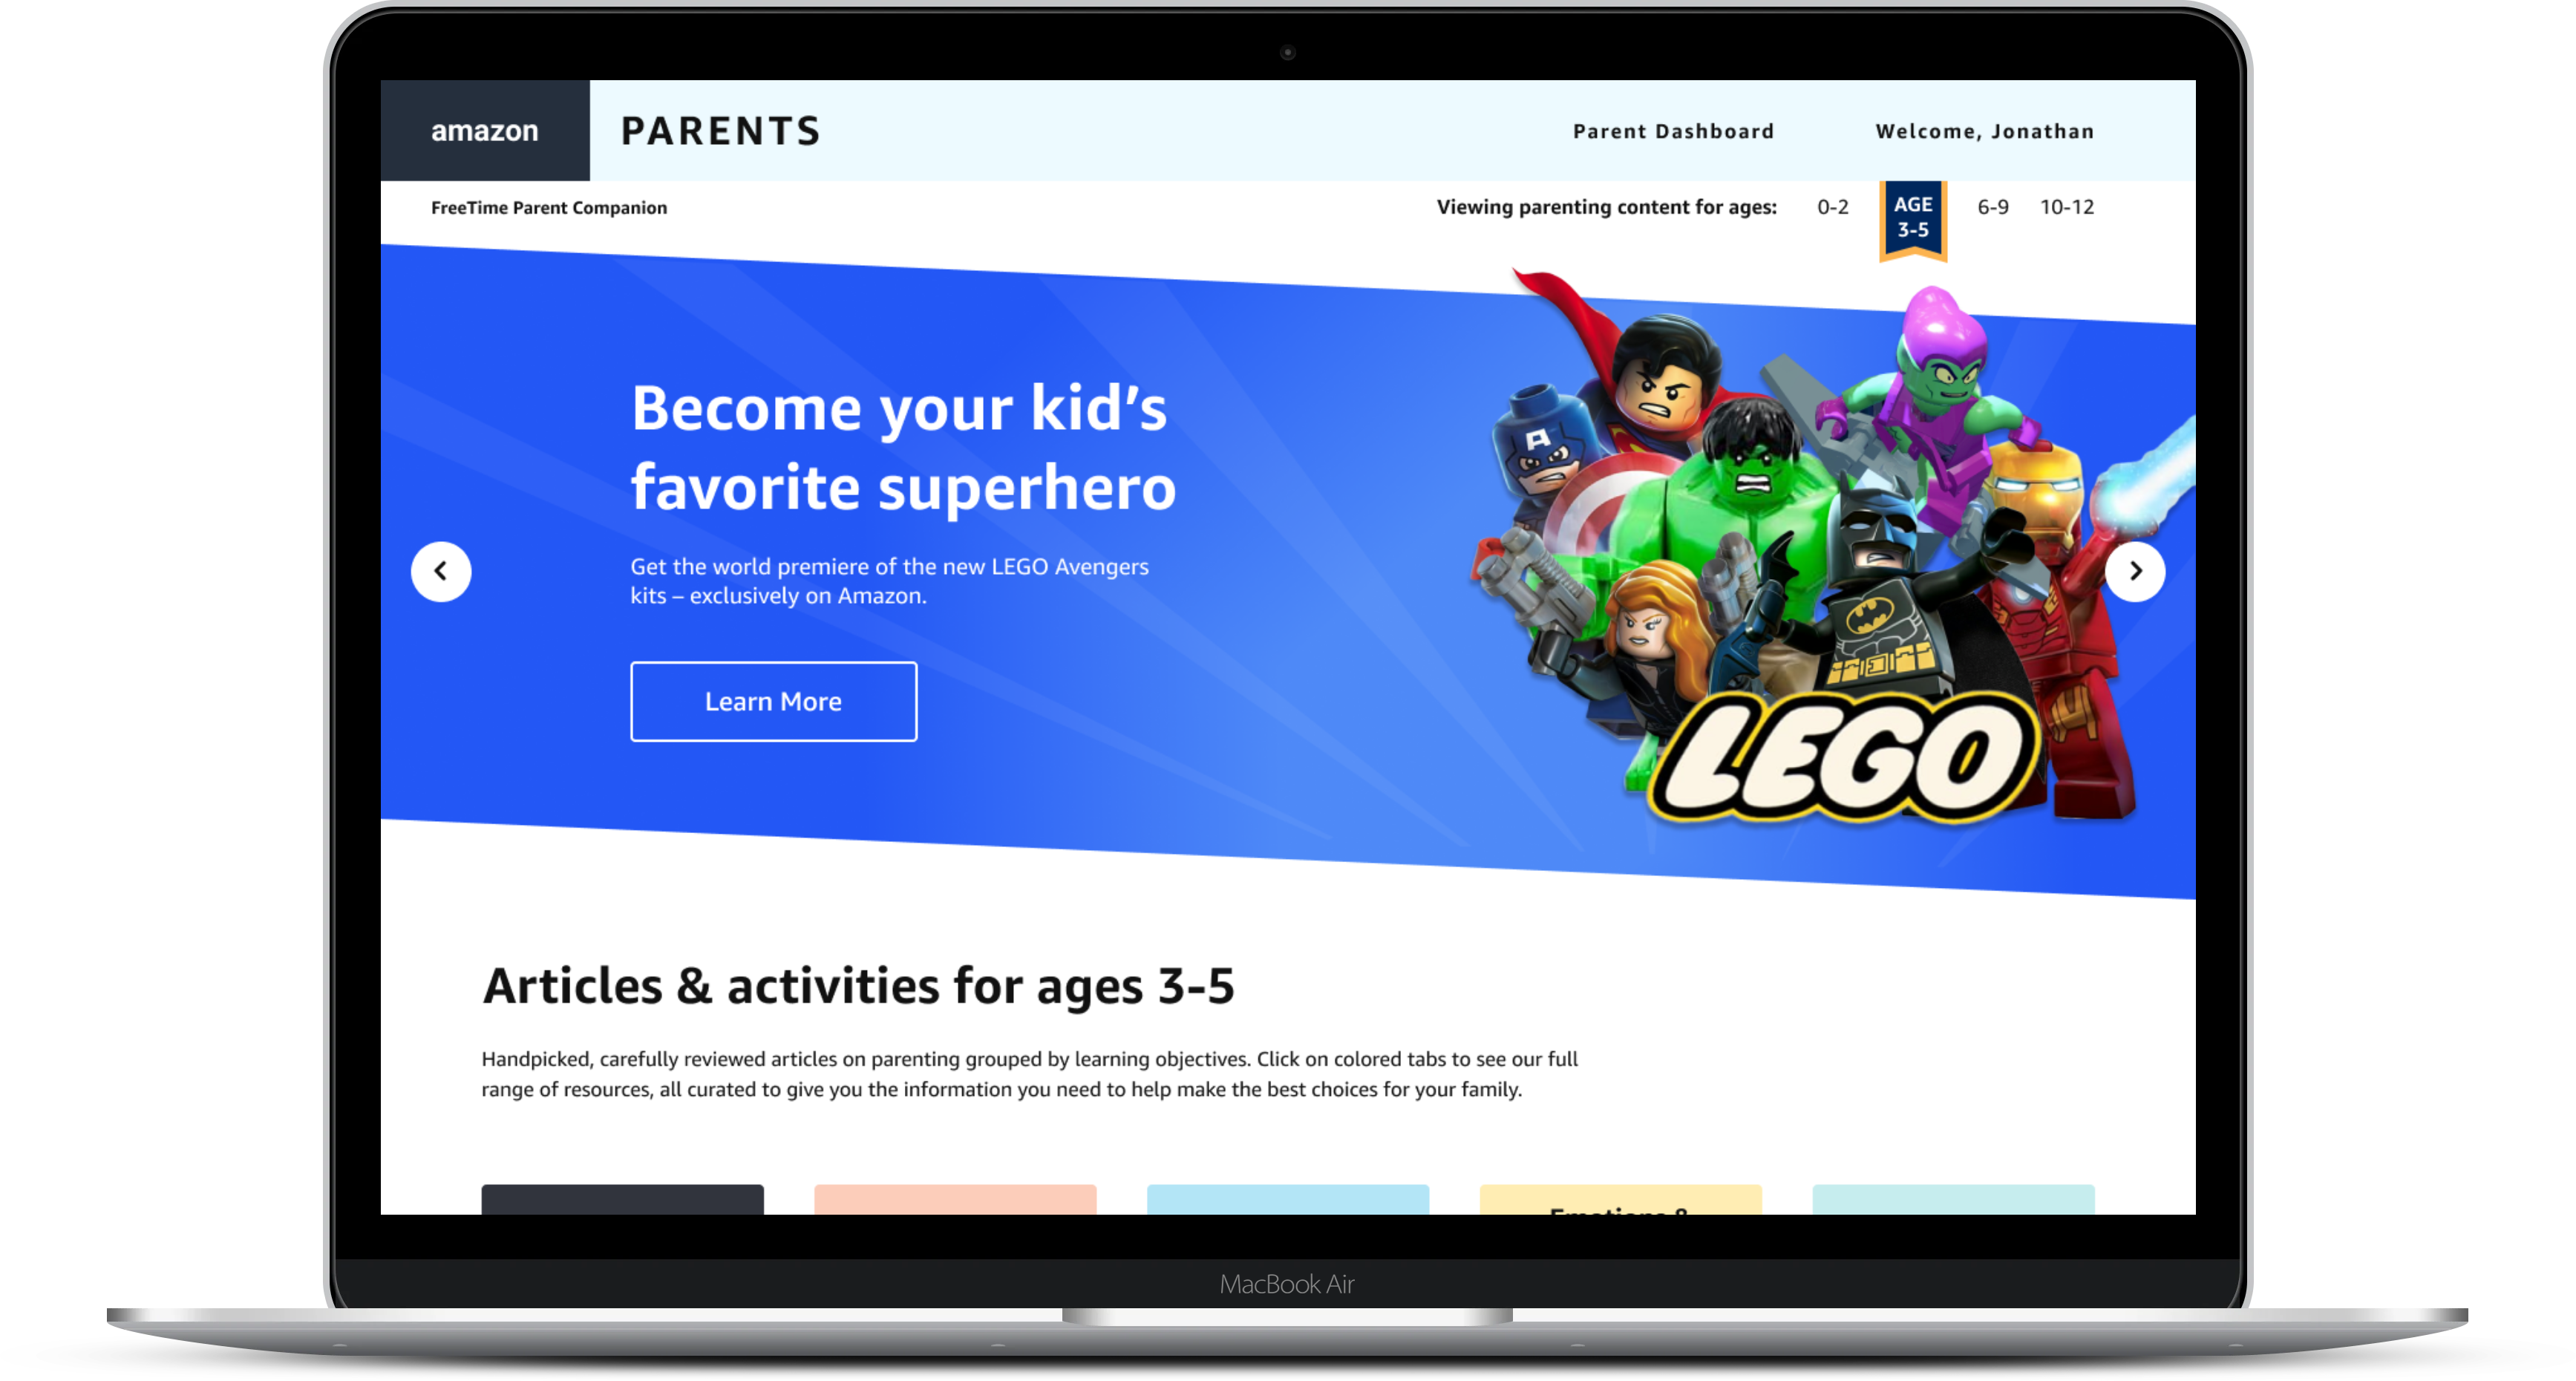 amazon
PARENTS
Parent Dashboard
Welcome, Jonathan
FreeTime Parent Companion
Viewing parenting content for ages:
0-2
AGE
3-5
6-9
10-12
Become your kid’s
favorite superhero
Get the world premiere of the new LEGO Avengers
kits – exclusively on Amazon.
Learn More
A
LEGO
Articles & activities for ages 3-5
Handpicked, carefully reviewed articles on parenting grouped by learning objectives. Click on colored tabs to see our full
range of resources, all curated to give you the information you need to help make the best choices for your family.
Emotions &
MacBook Air